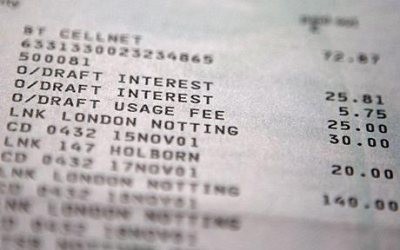 BT CELLNET 72.87
6331330023234865
500081
O/DRAFT INTEREST 25.81
O/DRAFT INTEREST 5.75
O/DRAFT USAGE FEE 25.00
LNK LONDON NOTTING 30.00
CD 0432 15NOV01
LNK 147 HOLBORN 20.00
CD 0432 17NOV01
LNK LONDON NOTTING 140.00